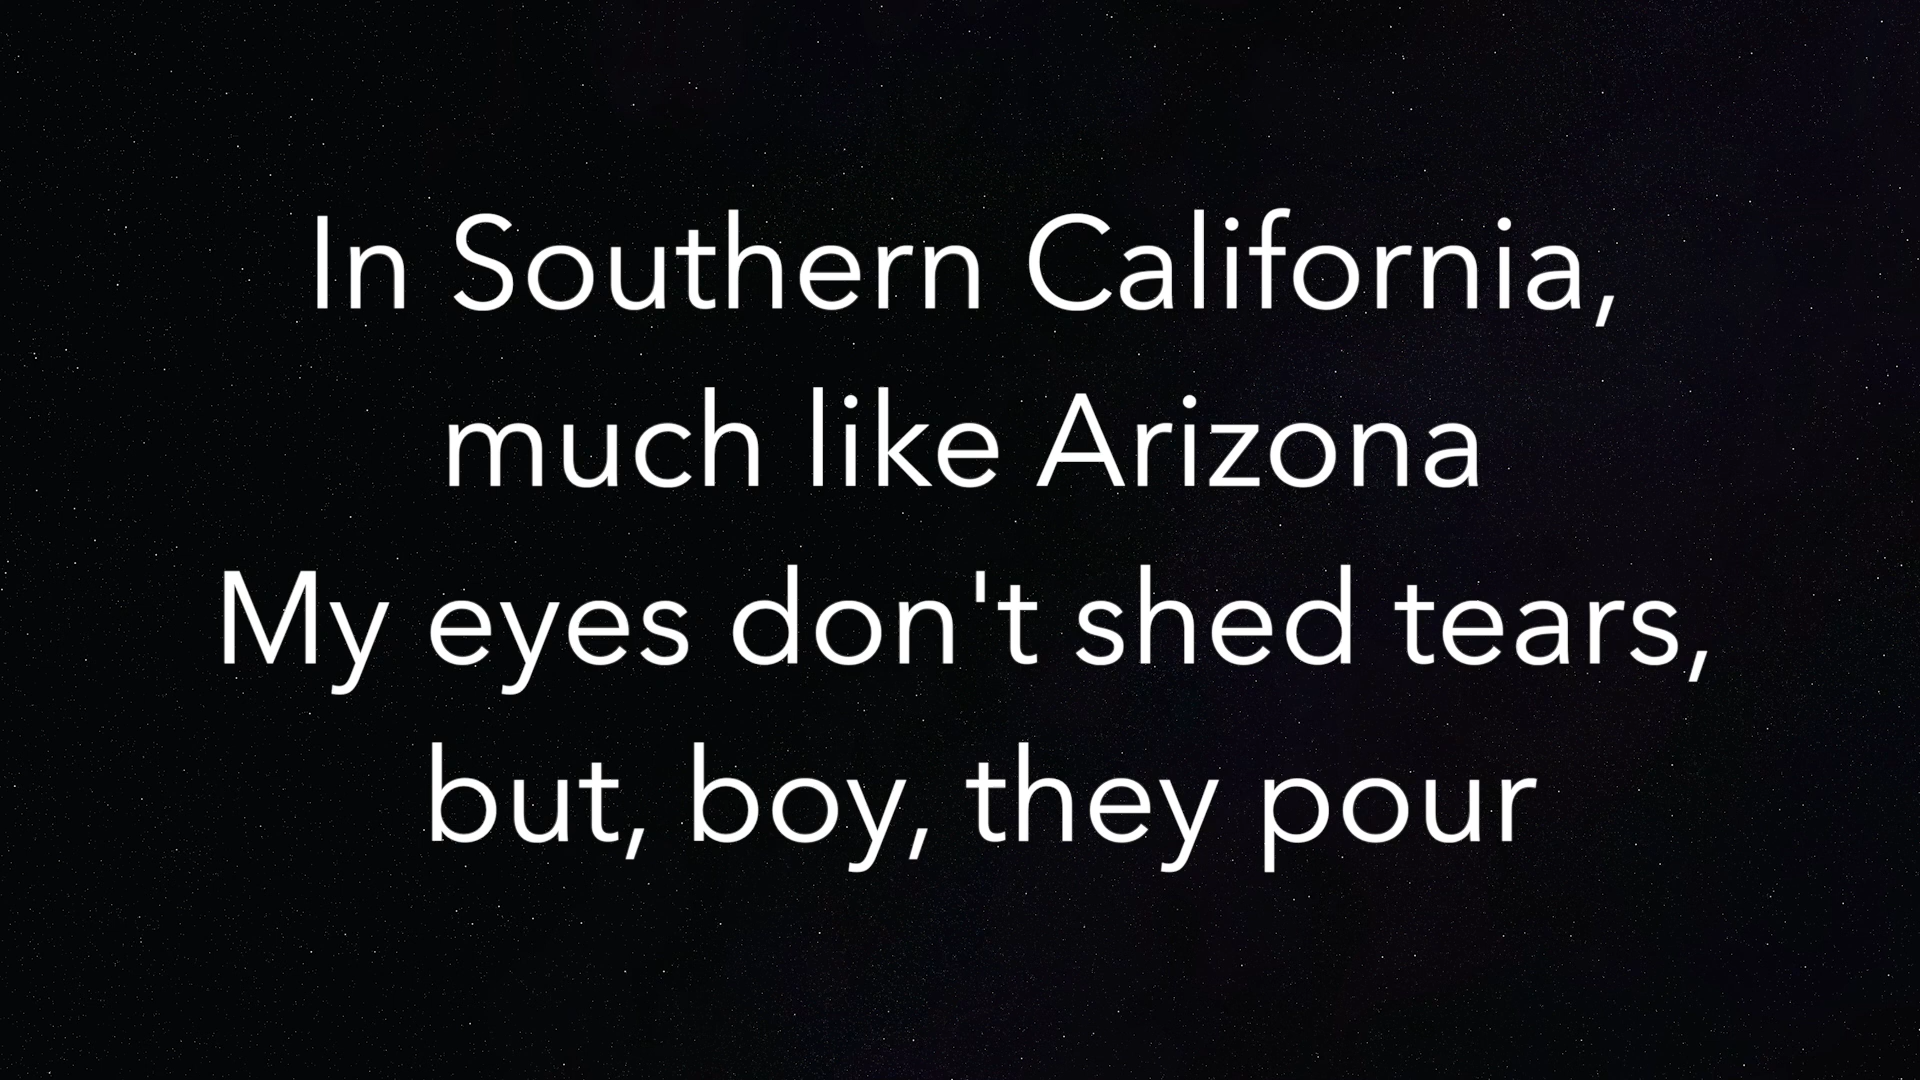 In Southern California,
much like Arizona
My eyes don't shed tears,
but, boy, they pour